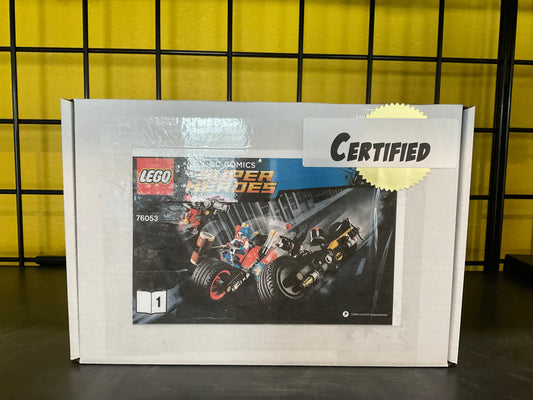 CERTIFIED
LEGO
DC COMICS
SUPER
HEROES
76053
1